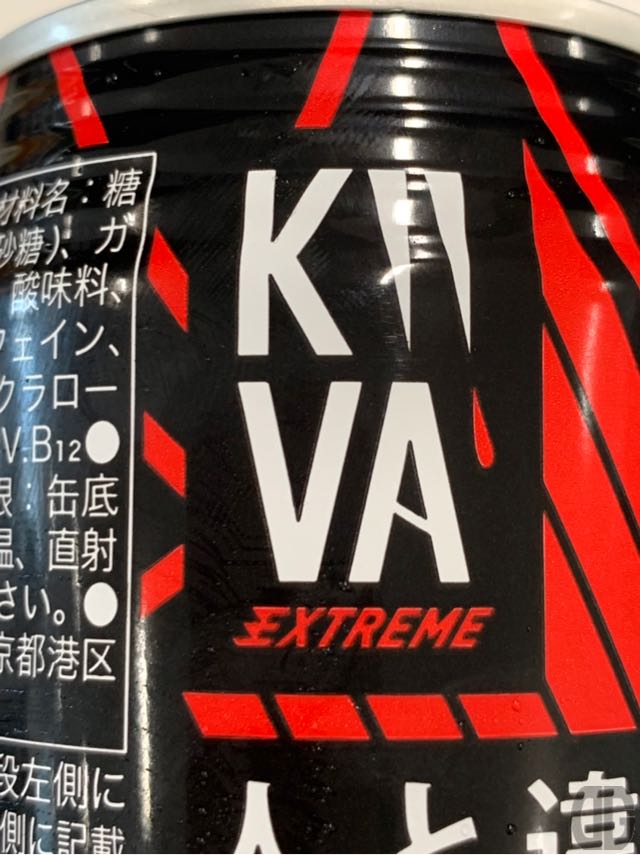 材料名：糖
砂糖)、ガ
酸味料、
フェイン、
クラロー
V.B12●
限：缶底
温、直射
さい。●
京都港区
段左側に
側に記載
KIIVA
EXTREME